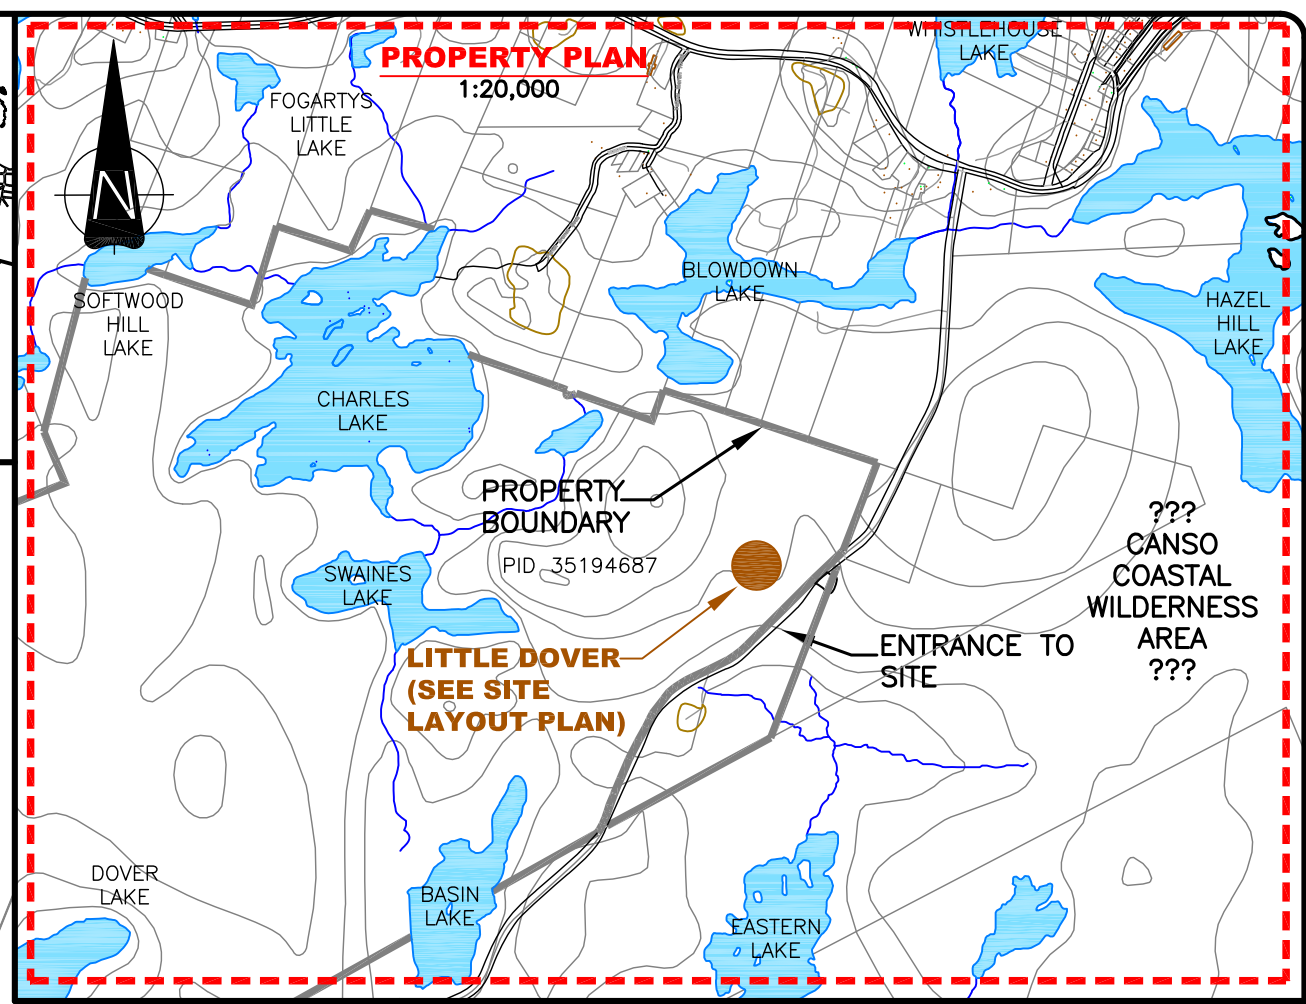 PROPERTY PLAN
1:20,000
WHISTLEHOUSE
LAKE
FOGARTYS
LITTLE
LAKE
N
SOFTWOOD
HILL
LAKE
BLOWDOWN
LAKE
HAZEL
HILL
LAKE
CHARLES
LAKE
PROPERTY
BOUNDARY
PID 35194687
???
CANSO
COASTAL
WILDERNESS
AREA
???
SWAINES
LAKE
LITTLE DOVER
(SEE SITE
LAYOUT PLAN)
ENTRANCE TO
SITE
DOVER
LAKE
BASIN
LAKE
EASTERN
LAKE